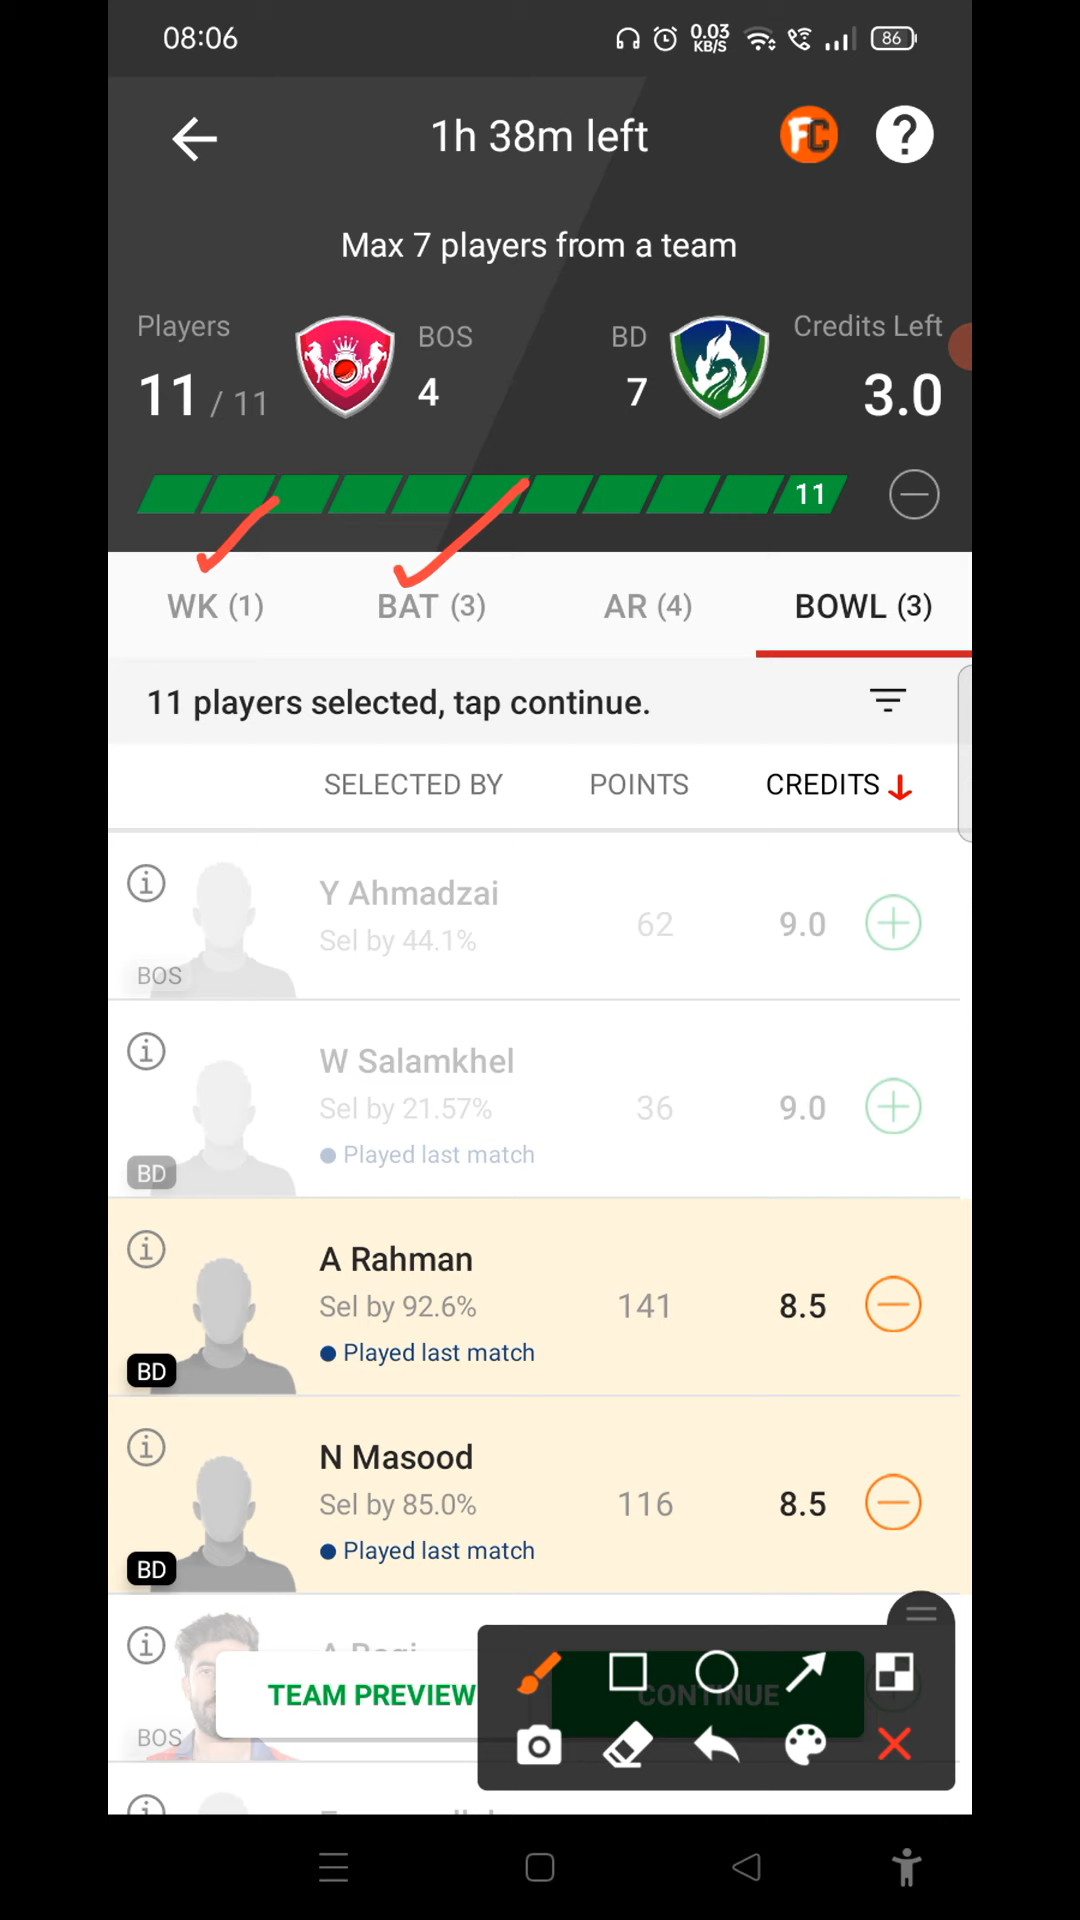 08:06
0.03
KB/S
86
1h 38m left
FC
?
Max 7 players from a team
Players
BOS
BD
Credits Left
11 / 11
4
7
3.0
11
WK (1)
BAT (3)
AR (4)
BOWL (3)
11 players selected, tap continue.
SELECTED BY
POINTS
CREDITS
Y Ahmadzai
Sel by 44.1%
62
9.0
BOS
W Salamkhel
Sel by 21.57%
36
9.0
Played last match
BD
A Rahman
Sel by 92.6%
141
8.5
Played last match
BD
N Masood
Sel by 85.0%
116
8.5
Played last match
BD
TEAM PREVIEW
CONTINUE
BOS